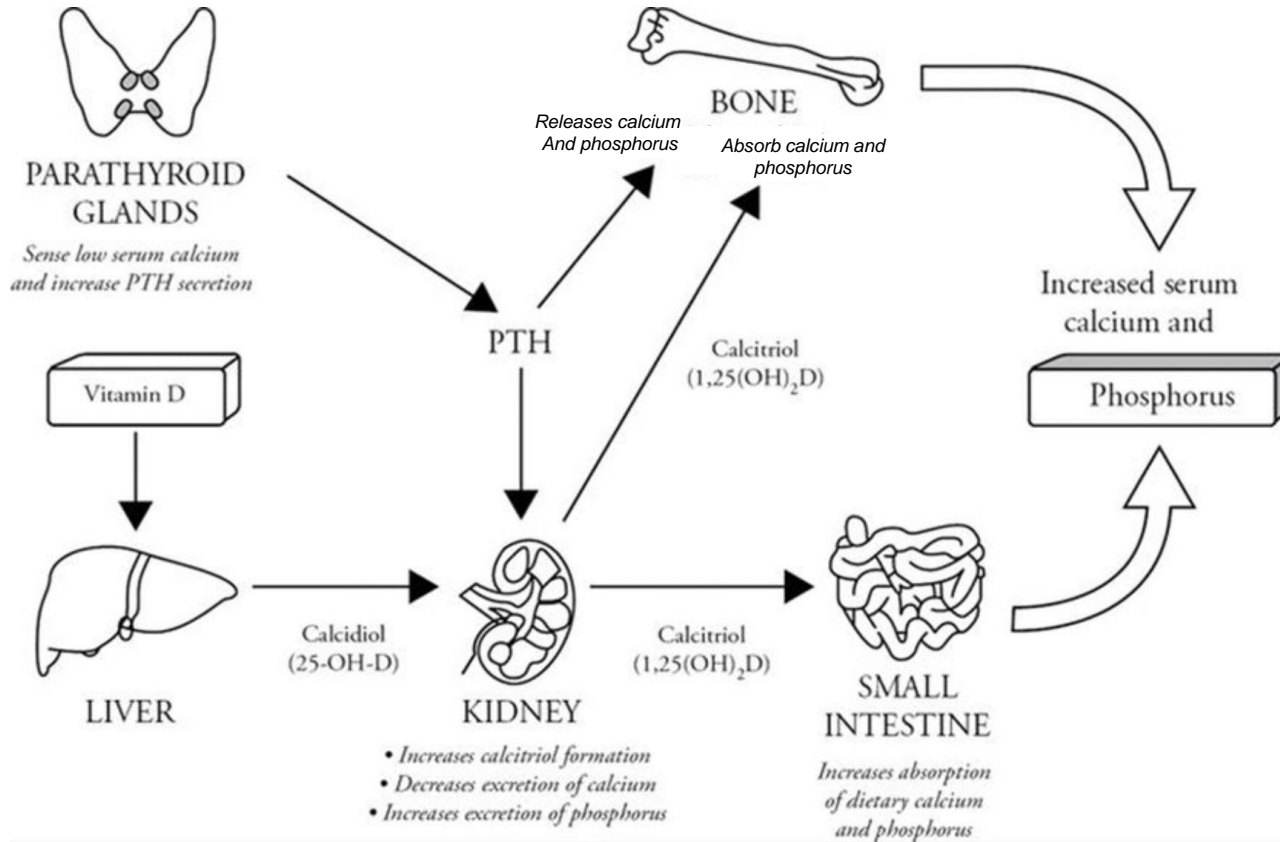 BONE
Releases calcium
And phosphorus
Absorb calcium and
phosphorus
PARATHYROID
GLANDS
Sense low serum calcium
and increase PTH secretion
PTH
Calcitriol
(1,25(OH)₂D)
Increased serum
calcium and
Phosphorus
Vitamin D
LIVER
Calcidiol
(25-OH-D)
KIDNEY
• Increases calcitriol formation
• Decreases excretion of calcium
• Increases excretion of phosphorus
Calcitriol
(1,25(OH)₂D)
SMALL
INTESTINE
Increases absorption
of dietary calcium
and phosphorus